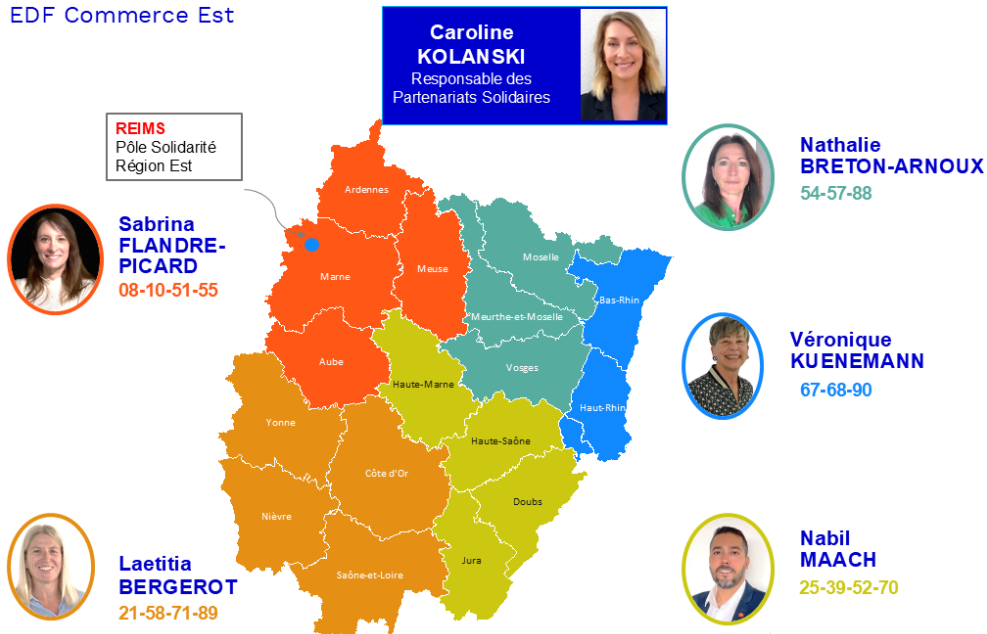 EDF Commerce Est
Caroline
KOLANSKI
Responsable des
Partenariats Solidaires
REIMS
Pôle Solidarité
Région Est
Nathalie
BRETON-ARNOUX
54-57-88
Sabrina
FLANDRE-
PICARD
08-10-51-55
Ardennes
Marne
Meuse
Moselle
Bas-Rhin
Meurthe-et-Moselle
Aube
Vosges
Haute-Marne
Haut-Rhin
Véronique
KUENEMANN
67-68-90
Yonne
Haute-Saône
Côte d'Or
Doubs
Nièvre
Jura
Saône-et-Loire
Laetitia
BERGEROT
21-58-71-89
Nabil
MAACH
25-39-52-70